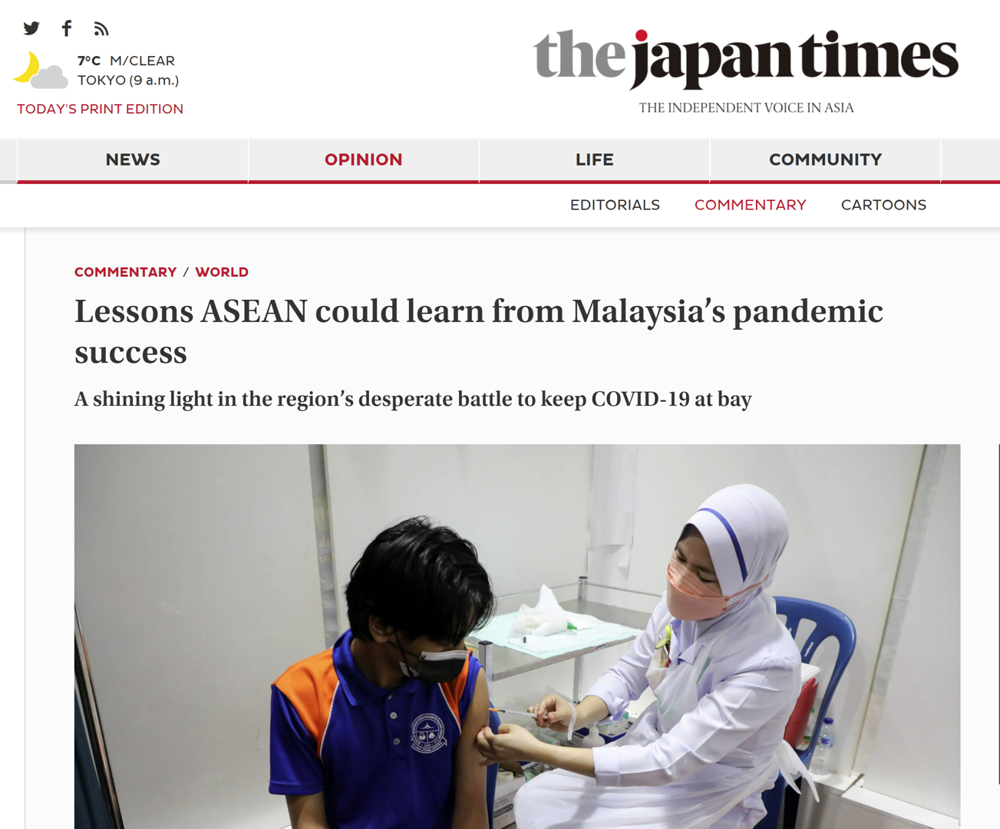 7°C M/CLEAR
TOKYO (9 a.m.)
TODAY'S PRINT EDITION
the japan times
THE INDEPENDENT VOICE IN ASIA
NEWS
OPINION
LIFE
COMMUNITY
EDITORIALS
COMMENTARY
CARTOONS
COMMENTARY / WORLD
Lessons ASEAN could learn from Malaysia’s pandemic
success
A shining light in the region’s desperate battle to keep COVID-19 at bay